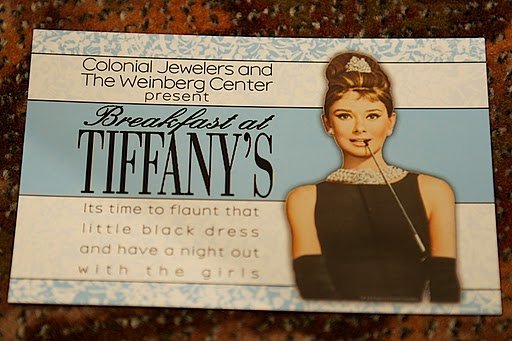 Colonial Jewelers and
The Weinberg Center
present
Breakfast at
TIFFANY'S
Its time to flaunt that
little black dress
and have a night out
with the girls